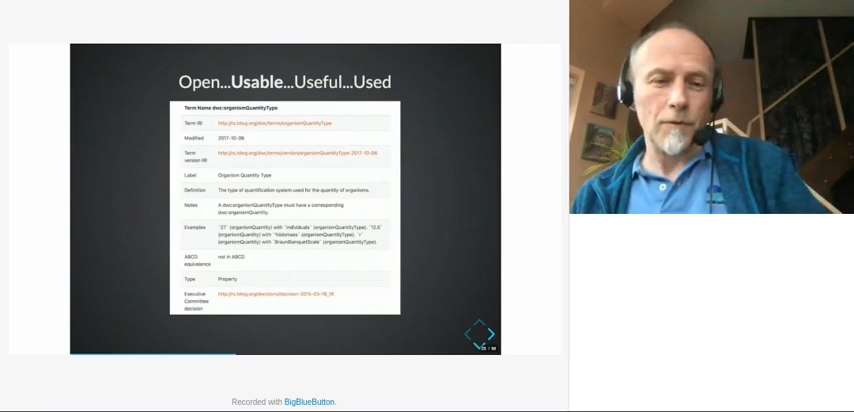 Open...Usable...Useful...Used
Term Name dwc:organismQuantityType
Term IRI http://rs.tdwg.org/dwc/terms/organismQuantityType
Modified 2017-10-06
Term version IRI http://rs.tdwg.org/dwc/terms/version/organismQuantityType-2017-10-06
Label Organism Quantity Type
Definition The type of quantification system used for the quantity of organisms.
Notes A dwc:organismQuantityType must have a corresponding
dwc:organismQuantity.
Examples `27` (organismQuantity) with `individuals` (organismQuantityType). `12.5`
(organismQuantity) with `%biomass` (organismQuantityType). `r`
(organismQuantity) with `BraunBlanquetScale` (organismQuantityType).
ABCD equivalence not in ABCD
Type Property
Executive Committee decision http://rs.tdwg.org/decisions/decision-2015-03-19_19
Recorded with BigBlueButton.